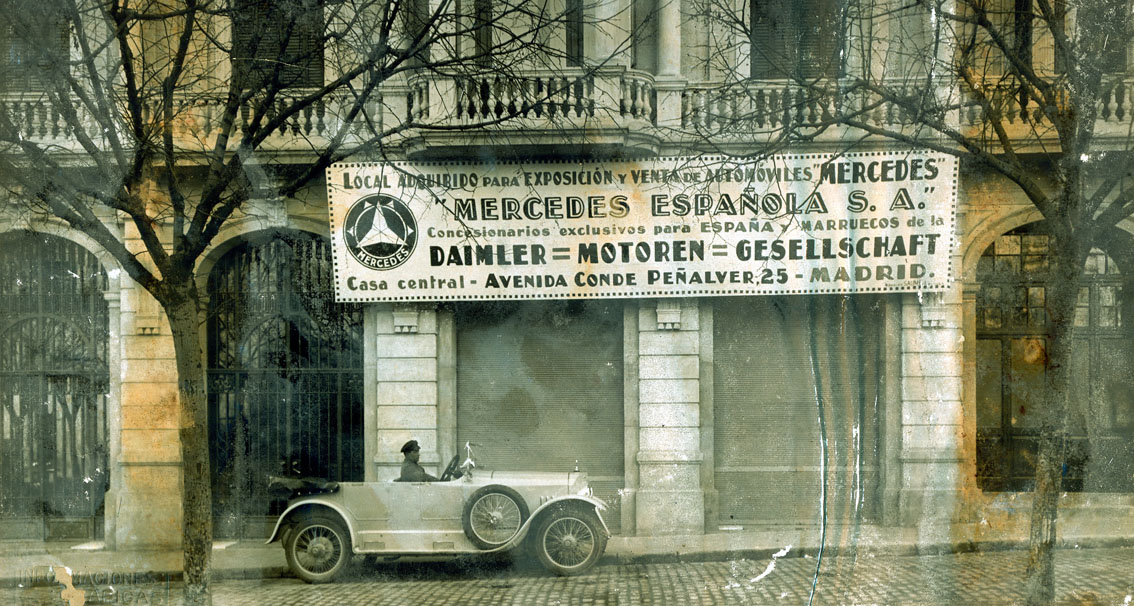 LOCAL ADQUIRIDO PARA EXPOSICIÓN Y VENTA DE AUTOMÓVILES MERCEDES
"MERCEDES ESPAÑOLA S. A."
Concesionarios exclusivos para ESPAÑA y MARRUECOS de la
DAIMLER=MOTOREN=GESELLSCHAFT
Casa central - AVENIDA CONDE PEÑALVER, 25 - MADRID.
MERCEDES